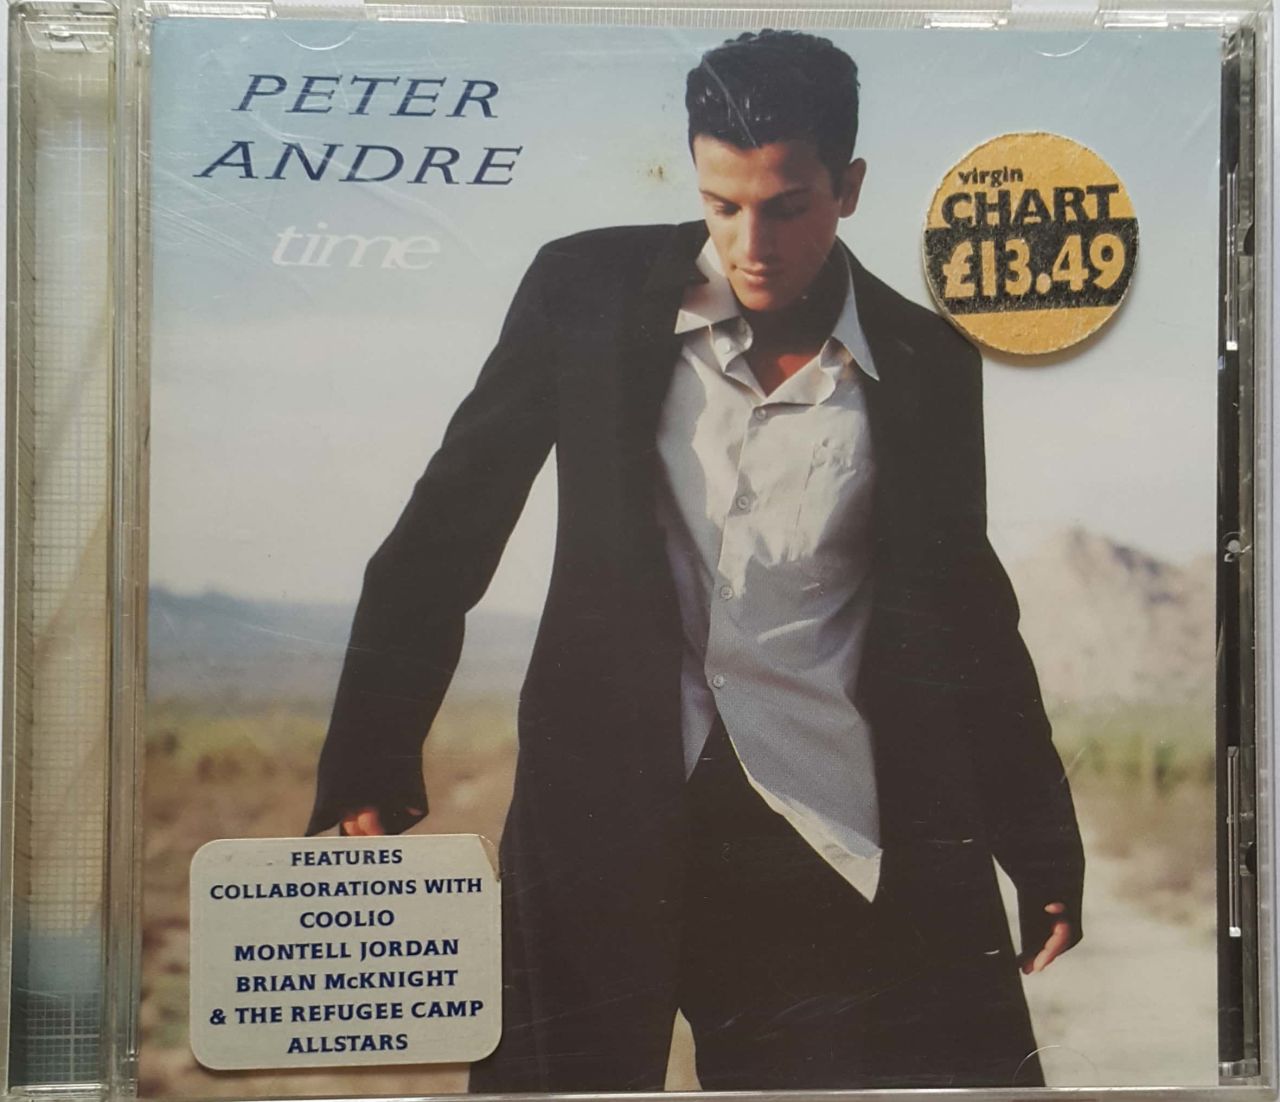 PETER
ANDRE
time
virgin
CHART
£13.49
FEATURES
COLLABORATIONS WITH
COOLIO
MONTELL JORDAN
BRIAN McKNIGHT
& THE REFUGEE CAMP
ALLSTARS